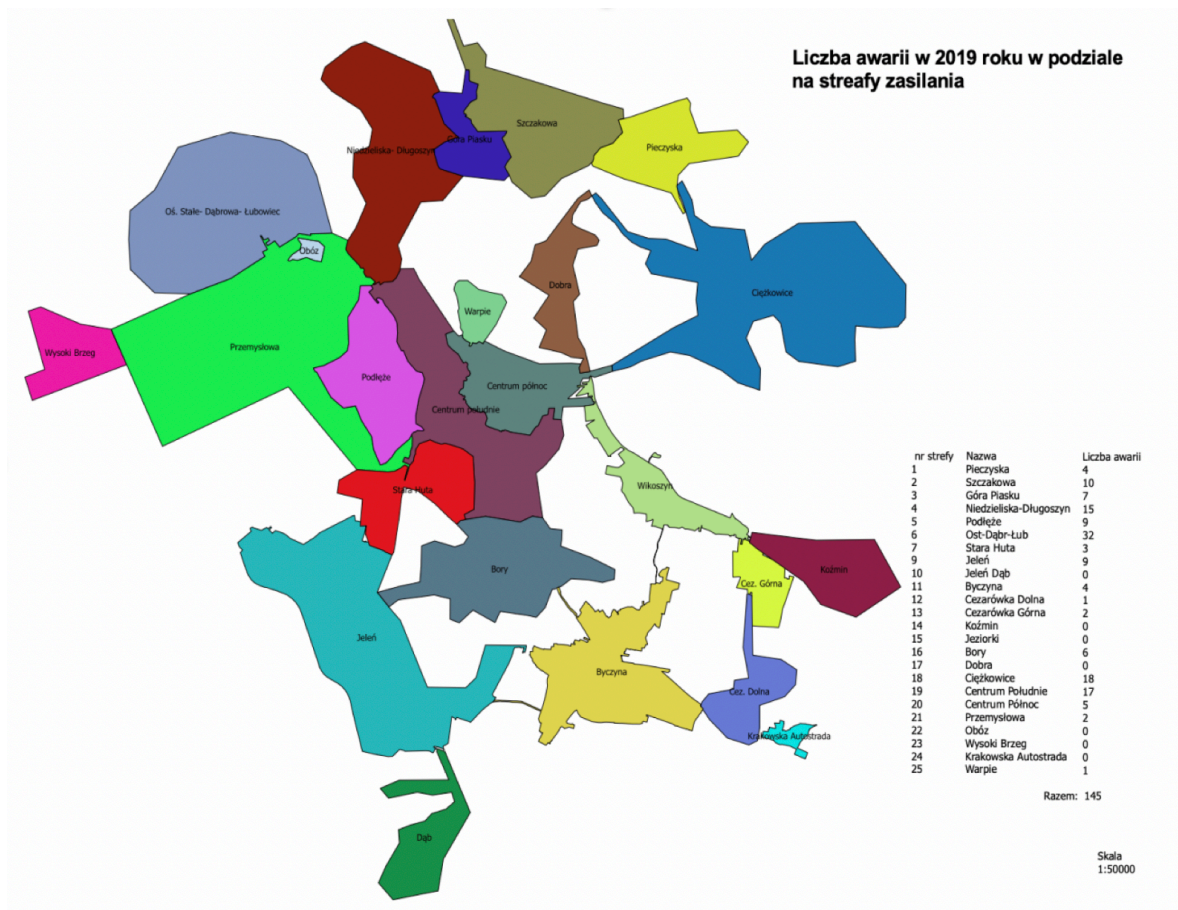 Liczba awarii w 2019 roku w podziale
na streafy zasilania
Szczakowa
Góra Piasku
Niedzieliska- Długoszyn
Pieczyska
Oś. Stałe- Dąbrowa- Łubowiec
Obóz
Dobra
Ciężkowice
Warpie
Przemysłowa
Wysoki Brzeg
Podłęże
Centrum północ
Centrum południe
Stara Huta
Wikoszyn
Bory
Koźmin
Cez. Górna
Jeleń
Byczyna
Cez. Dolna
Krakowska Autostrada
Dąb
nr strefy Nazwa Liczba awarii
1 Pieczyska 4
2 Szczakowa 10
3 Góra Piasku 7
4 Niedzieliska-Długoszyn 15
5 Podłęże 9
6 Ost-Dąbr-Łub 32
7 Stara Huta 3
9 Jeleń 9
10 Jeleń Dąb 0
11 Byczyna 4
12 Cezarówka Dolna 1
13 Cezarówka Górna 2
14 Koźmin 0
15 Jeziorki 0
16 Bory 6
17 Dobra 0
18 Ciężkowice 18
19 Centrum Południe 17
20 Centrum Północ 5
21 Przemysłowa 2
22 Obóz 0
23 Wysoki Brzeg 0
24 Krakowska Autostrada 0
25 Warpie 1
Razem: 145
Skala
1:50000